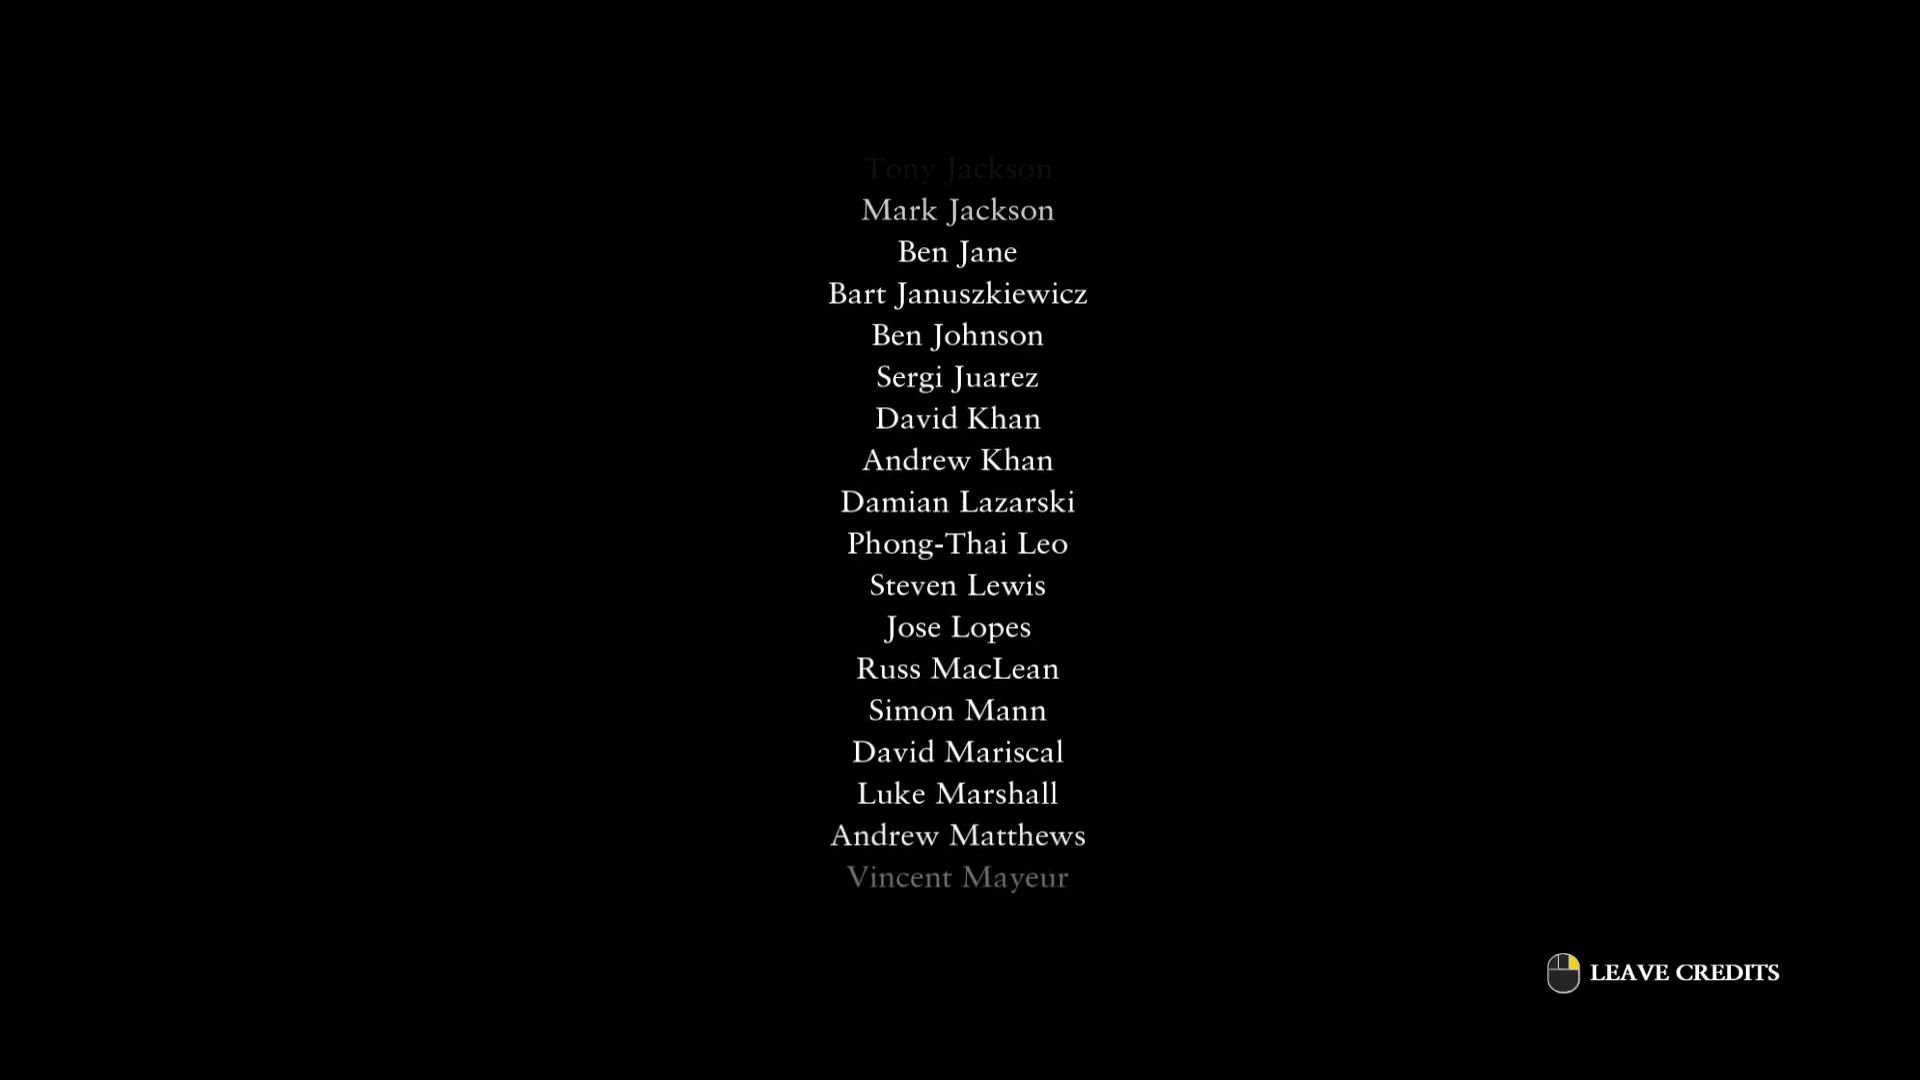 Tony Jackson
Mark Jackson
Ben Jane
Bart Januszkiewicz
Ben Johnson
Sergi Juarez
David Khan
Andrew Khan
Damian Lazarski
Phong-Thai Leo
Steven Lewis
Jose Lopes
Russ MacLean
Simon Mann
David Mariscal
Luke Marshall
Andrew Matthews
Vincent Mayeur
LEAVE CREDITS